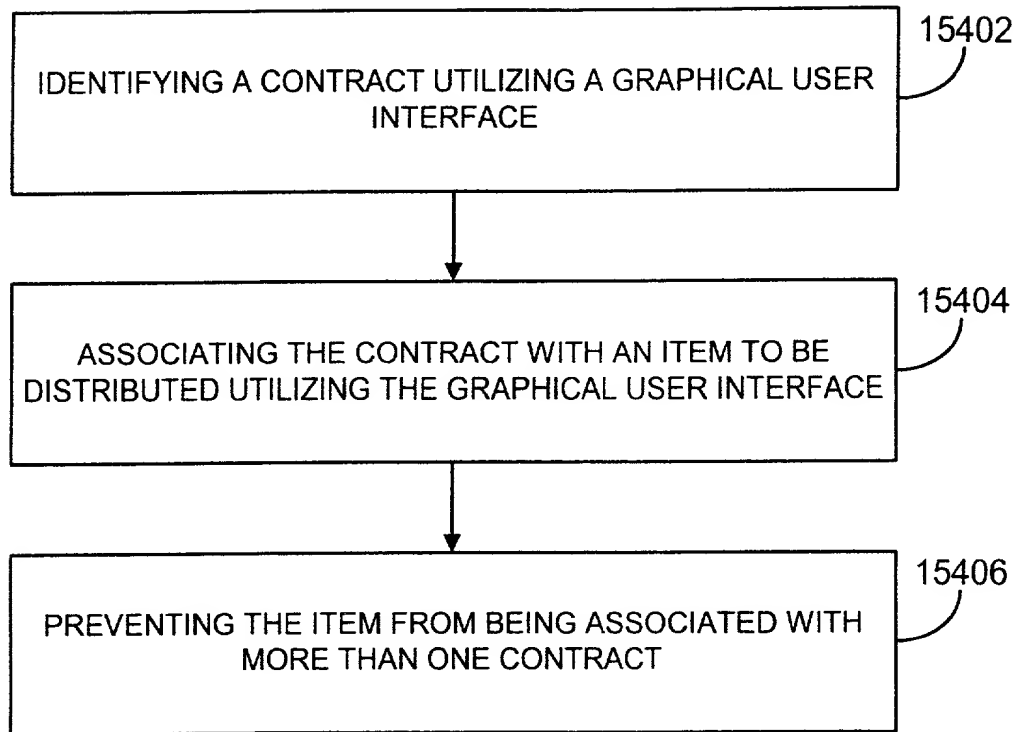 15402
IDENTIFYING A CONTRACT UTILIZING A GRAPHICAL USER
INTERFACE
15404
ASSOCIATING THE CONTRACT WITH AN ITEM TO BE
DISTRIBUTED UTILIZING THE GRAPHICAL USER INTERFACE
15406
PREVENTING THE ITEM FROM BEING ASSOCIATED WITH
MORE THAN ONE CONTRACT